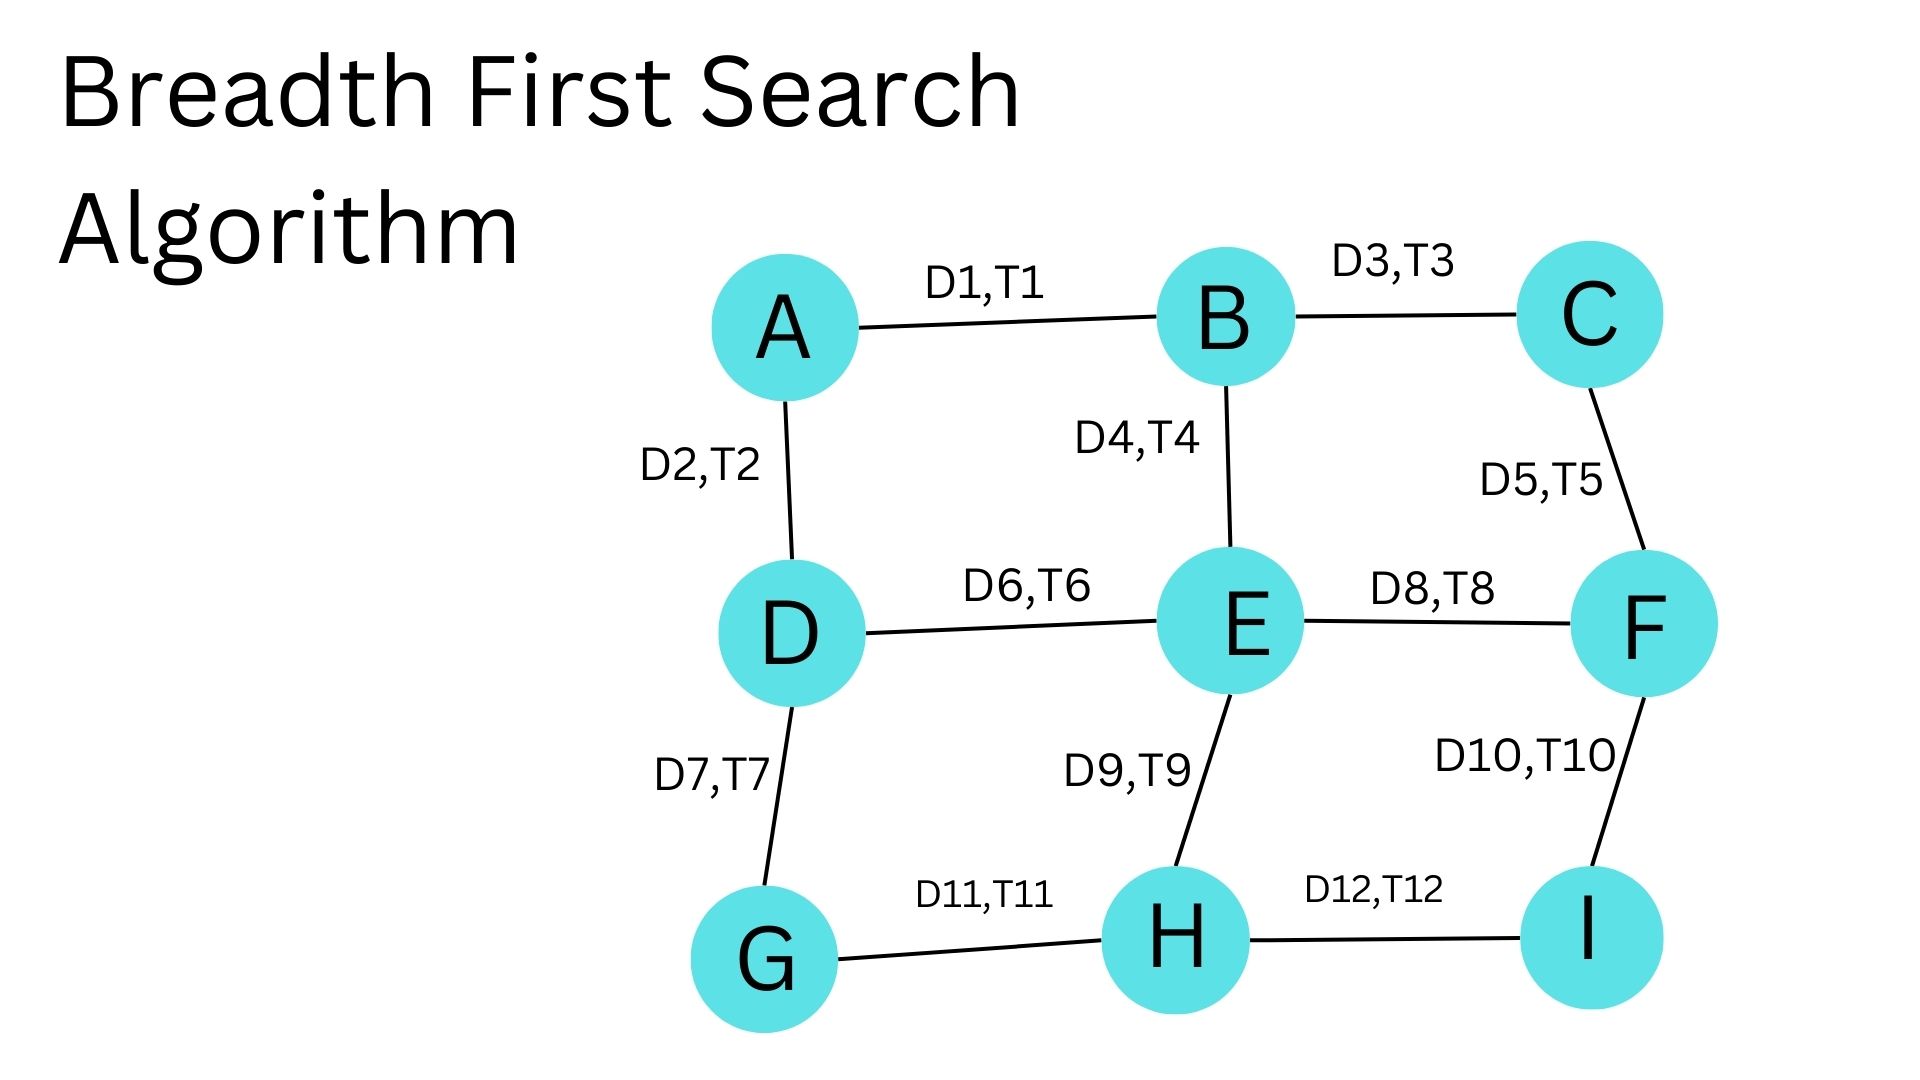 Breadth First Search
Algorithm
D3,T3
D1,T1
A
B
C
D4,T4
D2,T2
D5,T5
D6,T6
D8,T8
D
E
F
D10,T10
D9,T9
D7,T7
D12,T12
D11,T11
G
H
I